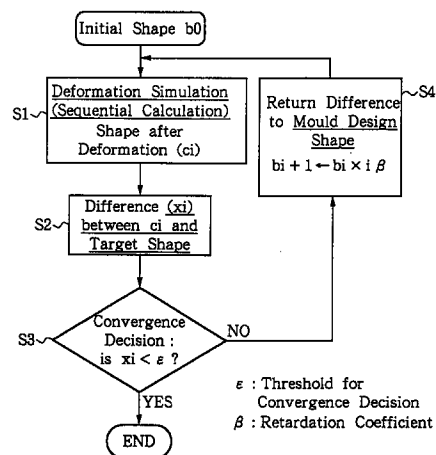 Initial Shape b0
S1
Deformation Simulation
(Sequential Calculation)
Shape after
Deformation (ci)
S2
Difference (xi)
between ci and
Target Shape
S3
Convergence
Decision :
is xi < ε ?
NO
YES
END
S4
Return Difference
to Mould Design
Shape
bi + 1 ← bi × i β
ε : Threshold for
Convergence Decision
β : Retardation Coefficient